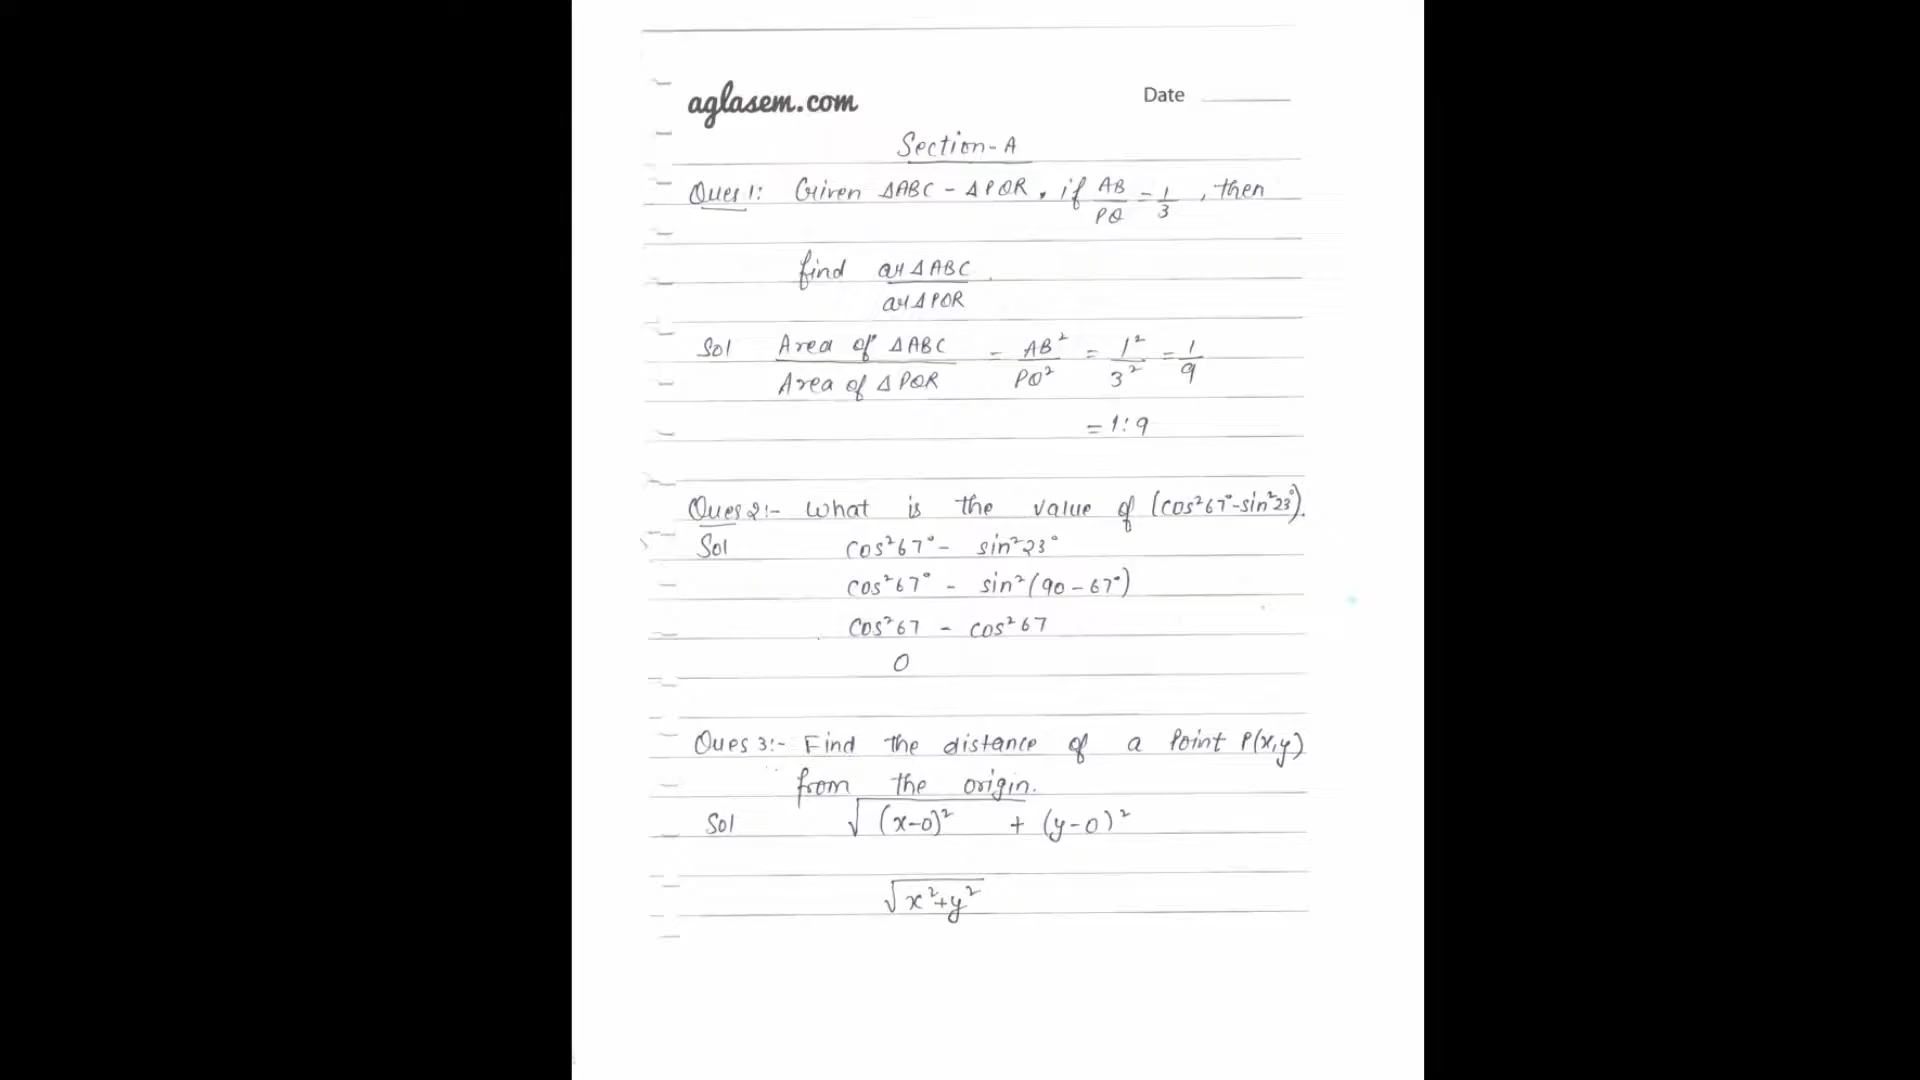 aglasem.com Date
Section-A
Ques 1: Given ΔABC - ΔPQR, if AB/PQ = 1/3, then
find ar ΔABC / ar ΔPQR
Sol Area of ΔABC / Area of ΔPQR = AB²/PQ² = 1²/3² = 1/9
= 1:9
Ques 2:- What is the value of (cos²67°-sin²23°).
Sol cos²67° - sin²23°
cos²67° - sin²(90-67°)
cos²67 - cos²67
0
Ques 3:- Find the distance of a Point P(x,y)
from the origin.
Sol √(x-0)² + (y-0)²
√x²+y²